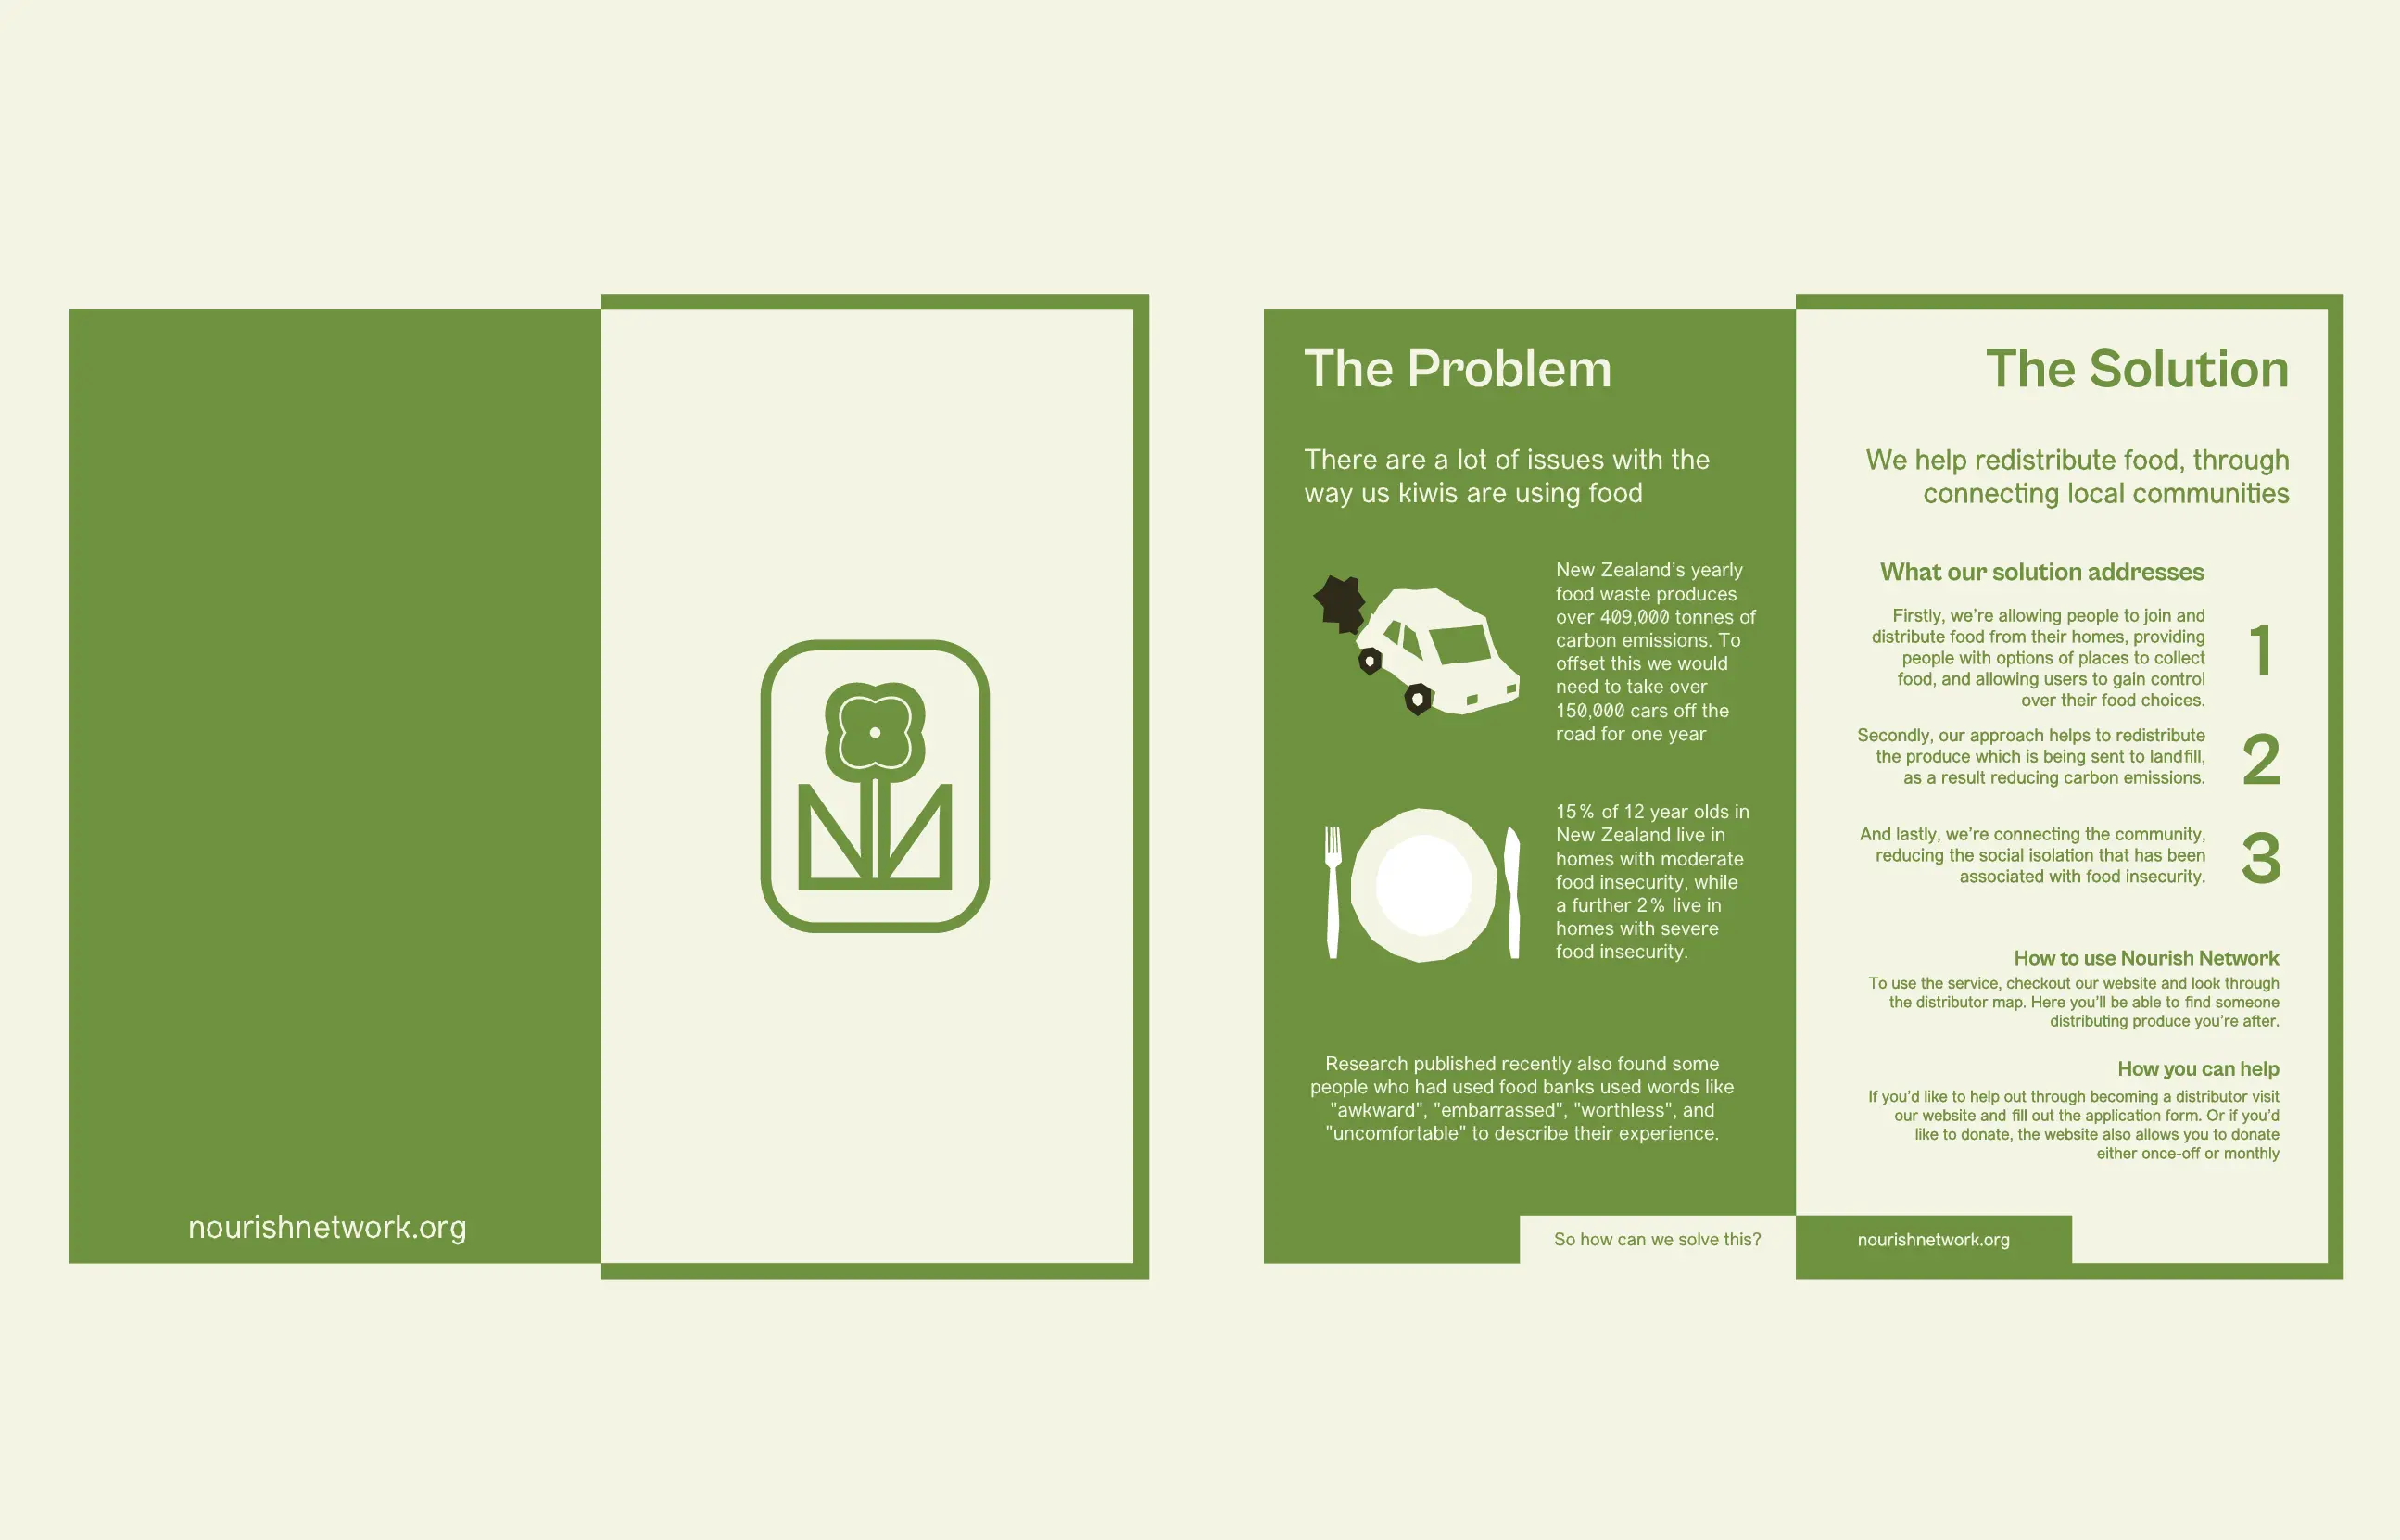 nourishnetwork.org
The Problem
There are a lot of issues with the
way us kiwis are using food
New Zealand's yearly
food waste produces
over 409,000 tonnes of
carbon emissions. To
offset this we would
need to take over
150,000 cars off the
road for one year
15% of 12 year olds in
New Zealand live in
homes with moderate
food insecurity, while
a further 2% live in
homes with severe
food insecurity.
Research published recently also found some
people who had used food banks used words like
"awkward", "embarrassed", "worthless", and
"uncomfortable" to describe their experience.
So how can we solve this?
The Solution
We help redistribute food, through
connecting local communities
What our solution addresses
Firstly, we're allowing people to join and
distribute food from their homes, providing
people with options of places to collect
food, and allowing users to gain control
over their food choices.
1
Secondly, our approach helps to redistribute
the produce which is being sent to landfill,
as a result reducing carbon emissions.
2
And lastly, we're connecting the community,
reducing the social isolation that has been
associated with food insecurity.
3
How to use Nourish Network
To use the service, checkout our website and look through
the distributor map. Here you'll be able to find someone
distributing produce you're after.
How you can help
If you'd like to help out through becoming a distributor visit
our website and fill out the application form. Or if you'd
like to donate, the website also allows you to donate
either once-off or monthly
nourishnetwork.org